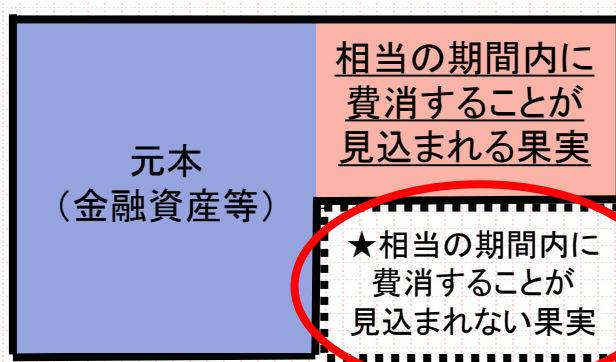 元本
（金融資産等）
相当の期間内に
費消することが
見込まれる果実
★相当の期間内に
費消することが
見込まれない果実